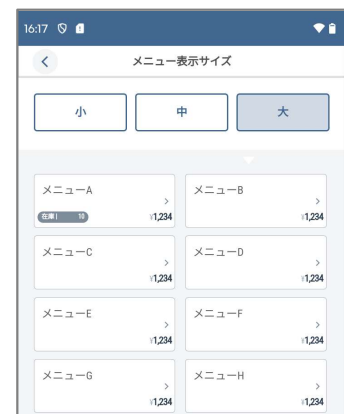 16:17
メニュー表示サイズ
小 中 大
メニューA メニューB
在庫| 10 ¥1,234 ¥1,234
メニューC メニューD
¥1,234 ¥1,234
メニューE メニューF
¥1,234 ¥1,234
メニューG メニューH
¥1,234 ¥1,234